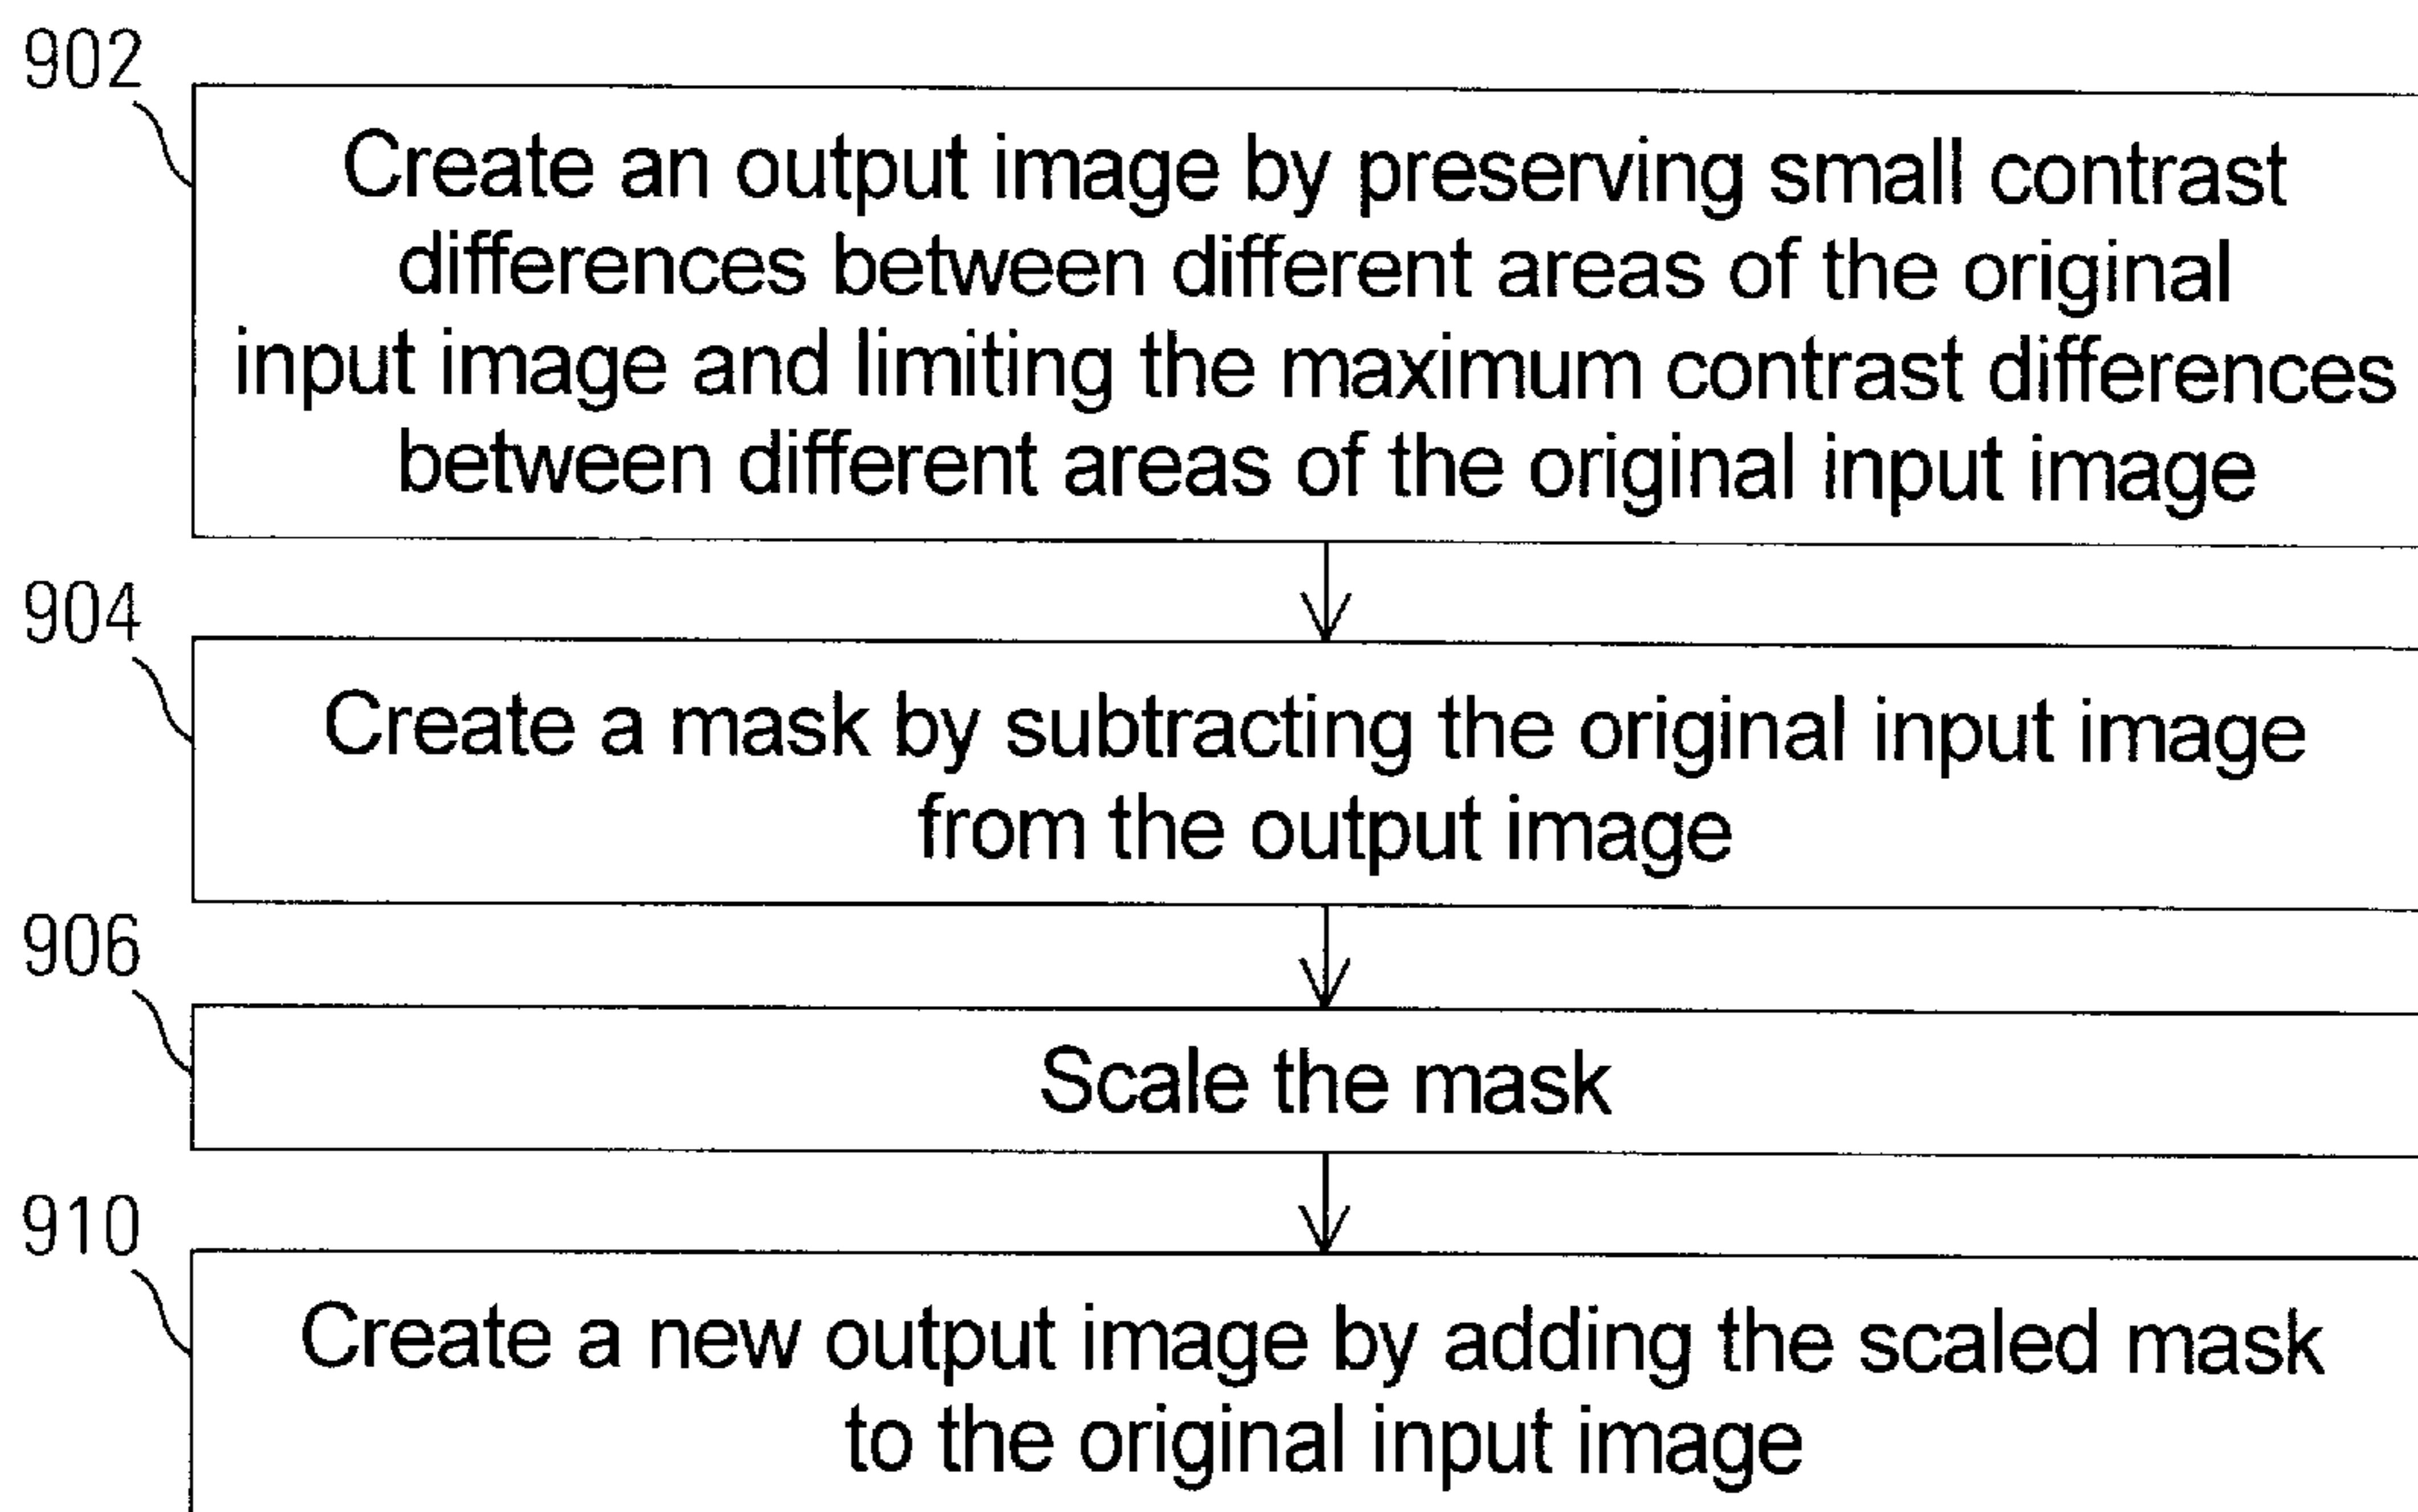 902
Create an output image by preserving small contrast
differences between different areas of the original
input image and limiting the maximum contrast differences
between different areas of the original input image
904
Create a mask by subtracting the original input image
from the output image
906
Scale the mask
910
Create a new output image by adding the scaled mask
to the original input image